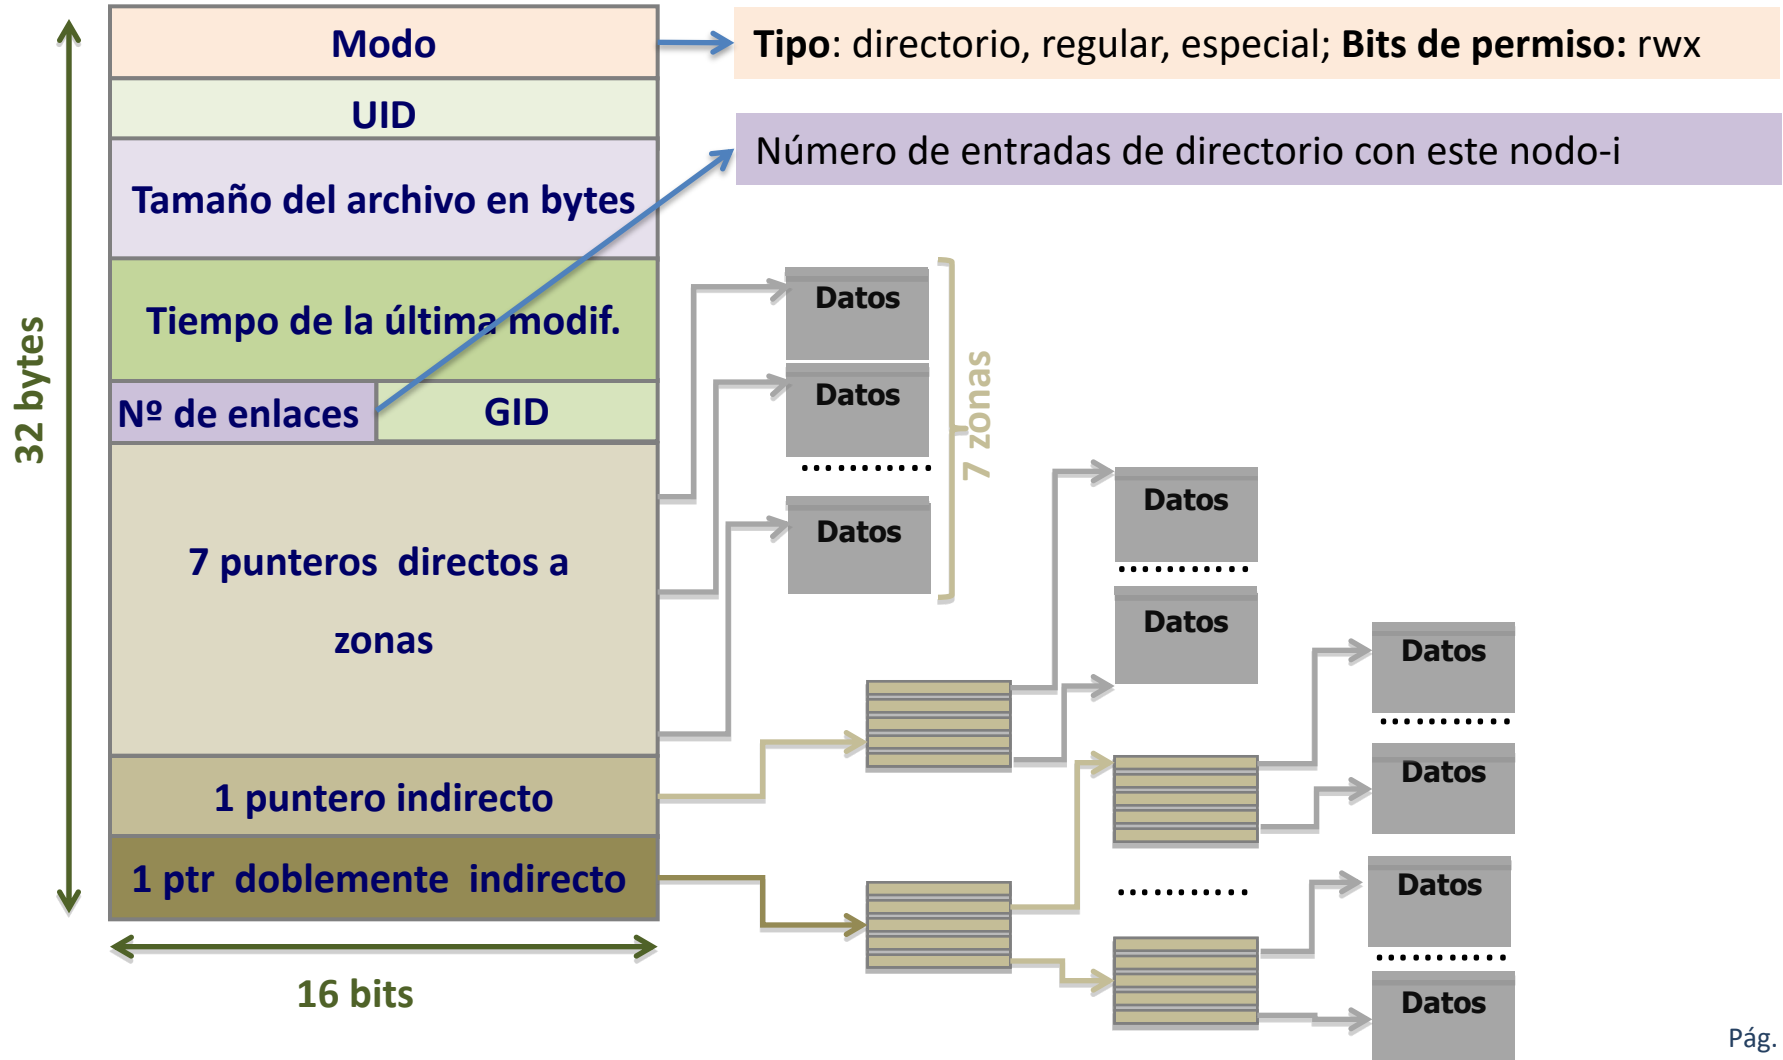 Modo
Tipo: directorio, regular, especial; Bits de permiso: rwx
UID
Número de entradas de directorio con este nodo-i
Tamaño del archivo en bytes
Tiempo de la última modif.
Nº de enlaces
GID
7 punteros directos a
zonas
1 puntero indirecto
1 ptr doblemente indirecto
32 bytes
16 bits
Datos
Datos
Datos
7 zonas
Datos
Datos
Datos
Datos
Datos
Datos
Pág.